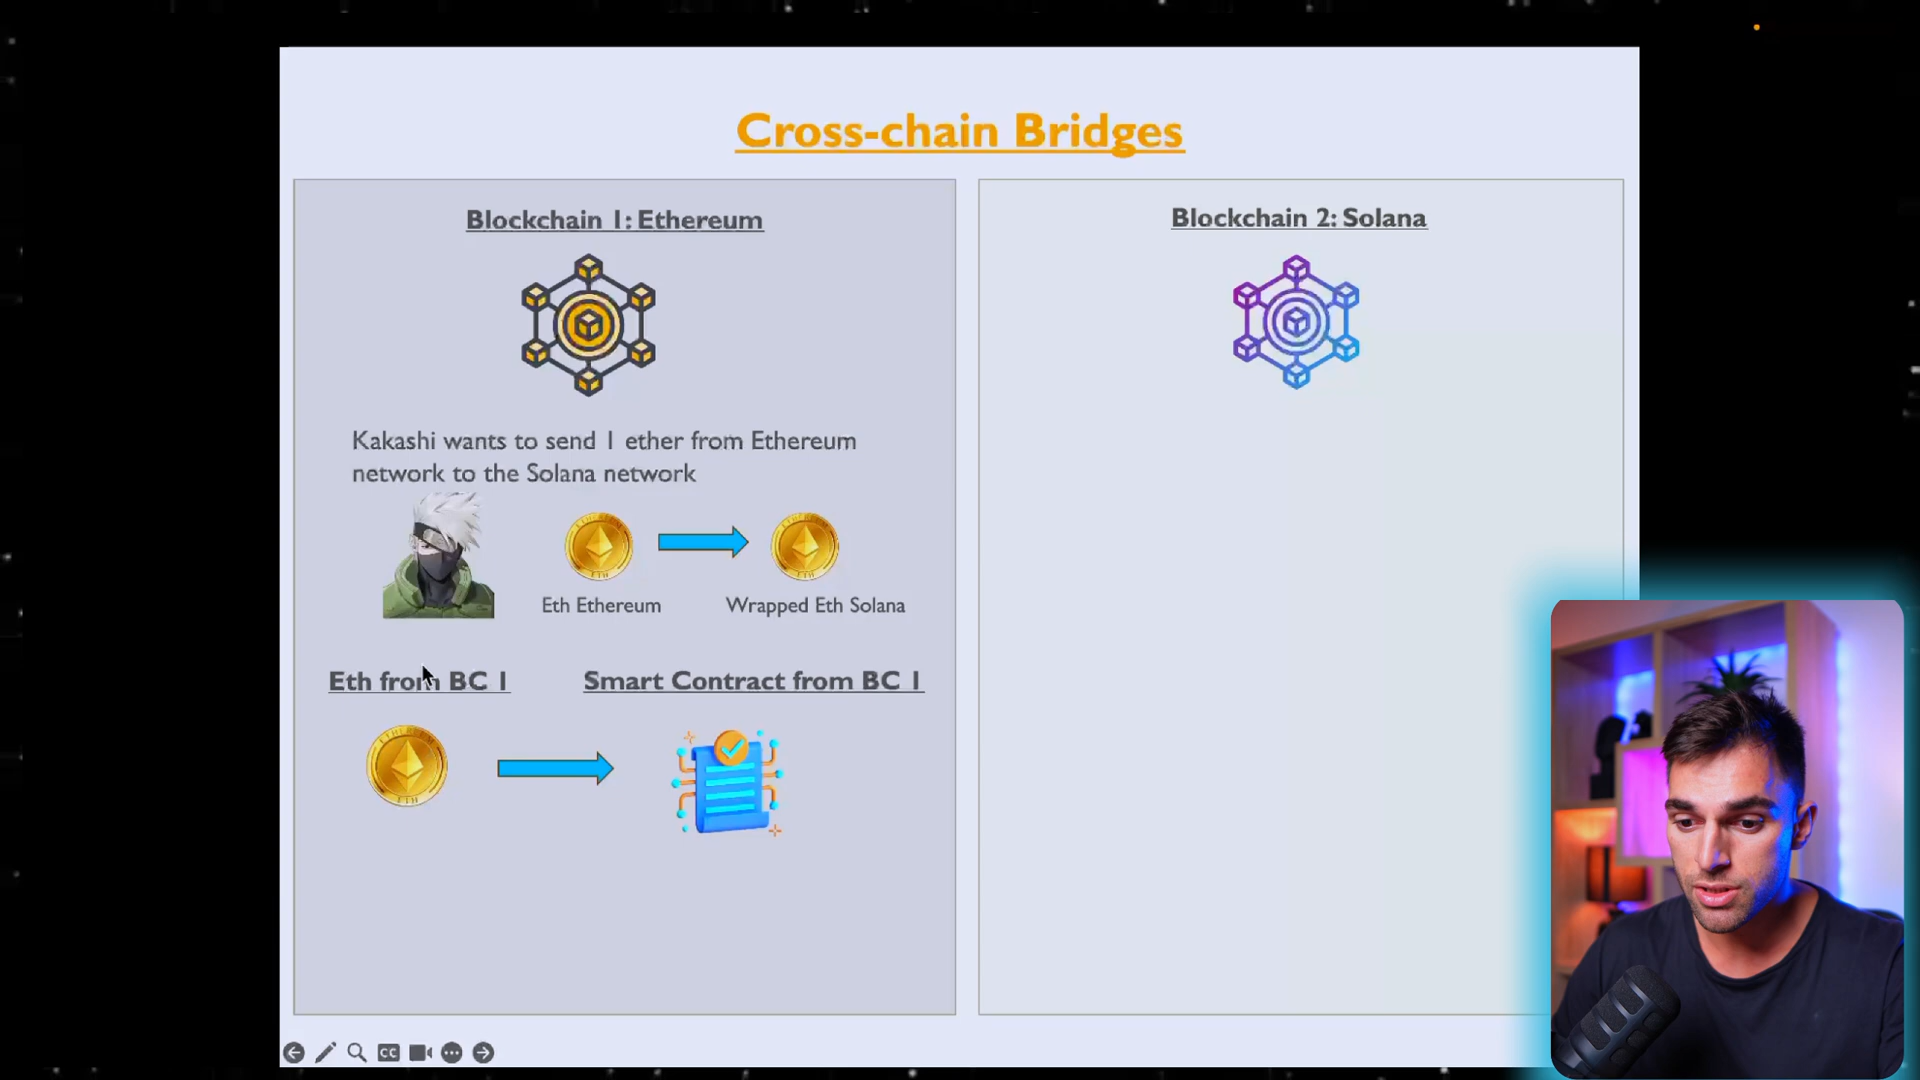 Cross-chain Bridges
Blockchain 1: Ethereum
Kakashi wants to send 1 ether from Ethereum
network to the Solana network
Eth Ethereum
Wrapped Eth Solana
Eth from BC 1
Smart Contract from BC 1
Blockchain 2: Solana
CC